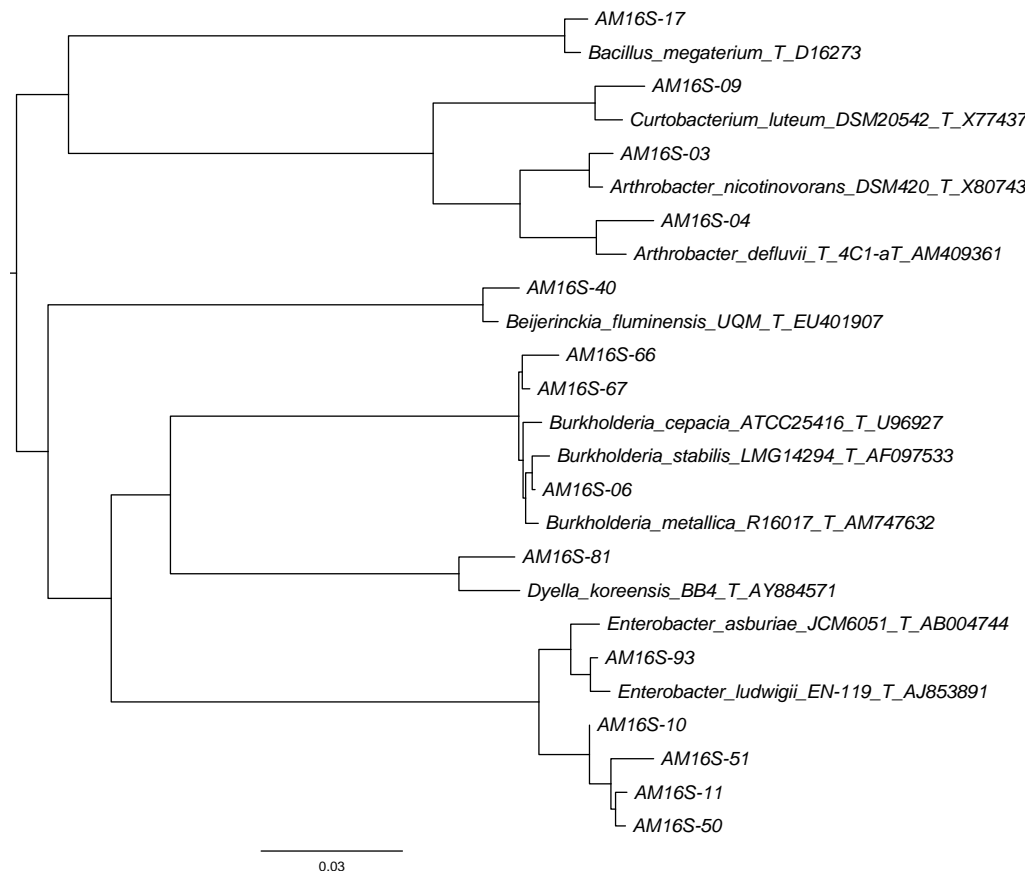 AM16S-17
Bacillus_megaterium_T_D16273
AM16S-09
Curtobacterium_luteum_DSM20542_T_X77437
AM16S-03
Arthrobacter_nicotinovorans_DSM420_T_X80743
AM16S-04
Arthrobacter_defluvii_T_4C1-aT_AM409361
AM16S-40
Beijerinckia_fluminensis_UQM_T_EU401907
AM16S-66
AM16S-67
Burkholderia_cepacia_ATCC25416_T_U96927
Burkholderia_stabilis_LMG14294_T_AF097533
AM16S-06
Burkholderia_metallica_R16017_T_AM747632
AM16S-81
Dyella_koreensis_BB4_T_AY884571
Enterobacter_asburiae_JCM6051_T_AB004744
AM16S-93
Enterobacter_ludwigii_EN-119_T_AJ853891
AM16S-10
AM16S-51
AM16S-11
AM16S-50
0.03